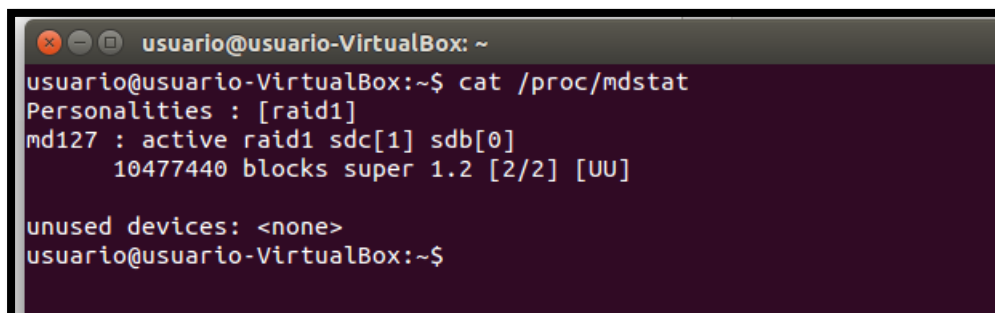 usuario@usuario-VirtualBox: ~
usuario@usuario-VirtualBox:~$ cat /proc/mdstat
Personalities : [raid1]
md127 : active raid1 sdc[1] sdb[0]
      10477440 blocks super 1.2 [2/2] [UU]

unused devices: <none>
usuario@usuario-VirtualBox:~$